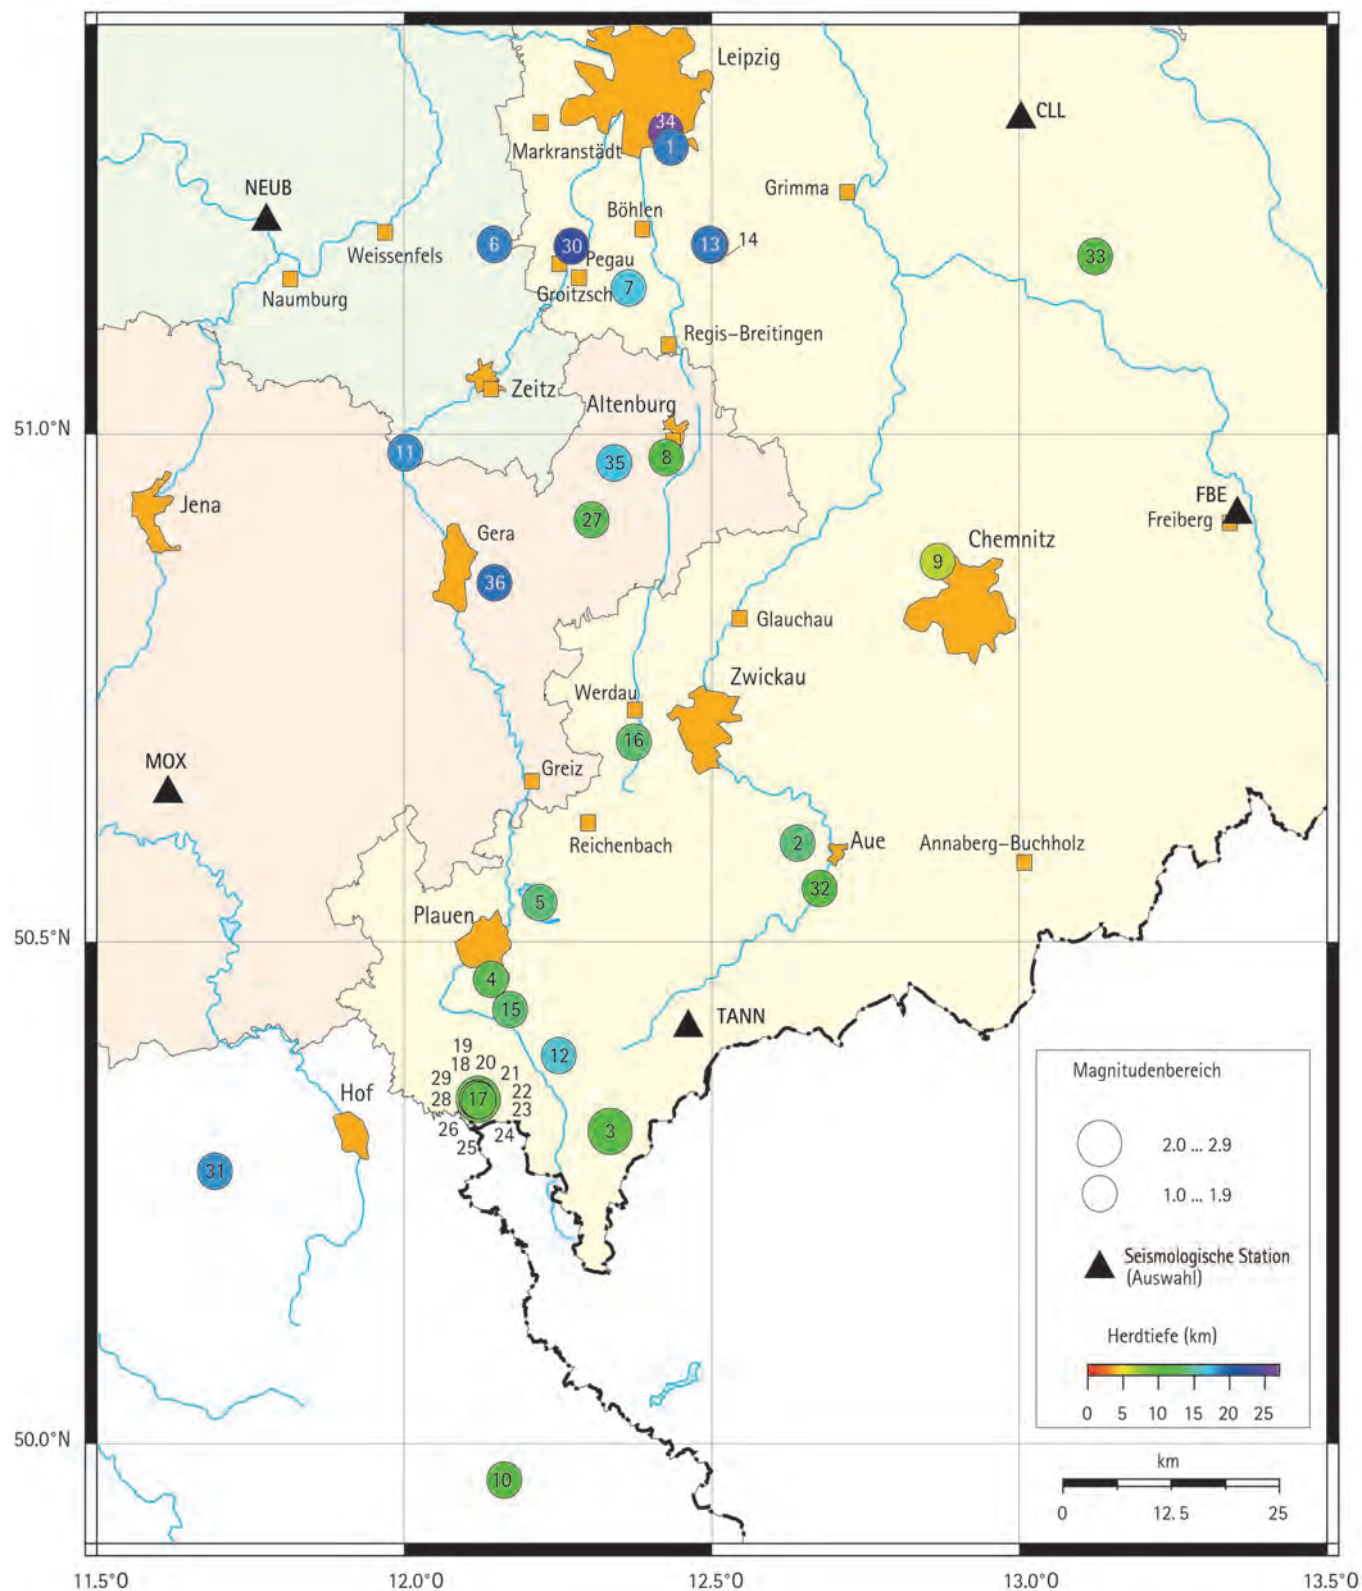 Leipzig
CLL
34
Markranstädt
1
NEUB
Grimma
Böhlen
6
30
13
14
Weissenfels
Pegau
33
Naumburg
Groitzsch
7
Regis-Breitingen
Zeitz
Altenburg
51.0°N
11
35
8
Jena
FBE
27
Freiberg
Gera
Chemnitz
9
36
Glauchau
Werdau
Zwickau
16
MOX
Greiz
Reichenbach
2
Aue
Annaberg-Buchholz
32
5
Plauen
50.5°N
4
15
TANN
19
12
18
20
29
21
Hof
28
17
22
23
26
24
3
25
31
Magnitudenbereich
2.0 ... 2.9
1.0 ... 1.9
Seismologische Station
(Auswahl)
Herdtiefe (km)
0 5 10 15 20 25
50.0°N
10
km
0 12.5 25
11.5°O 12.0°O 12.5°O 13.0°O 13.5°O